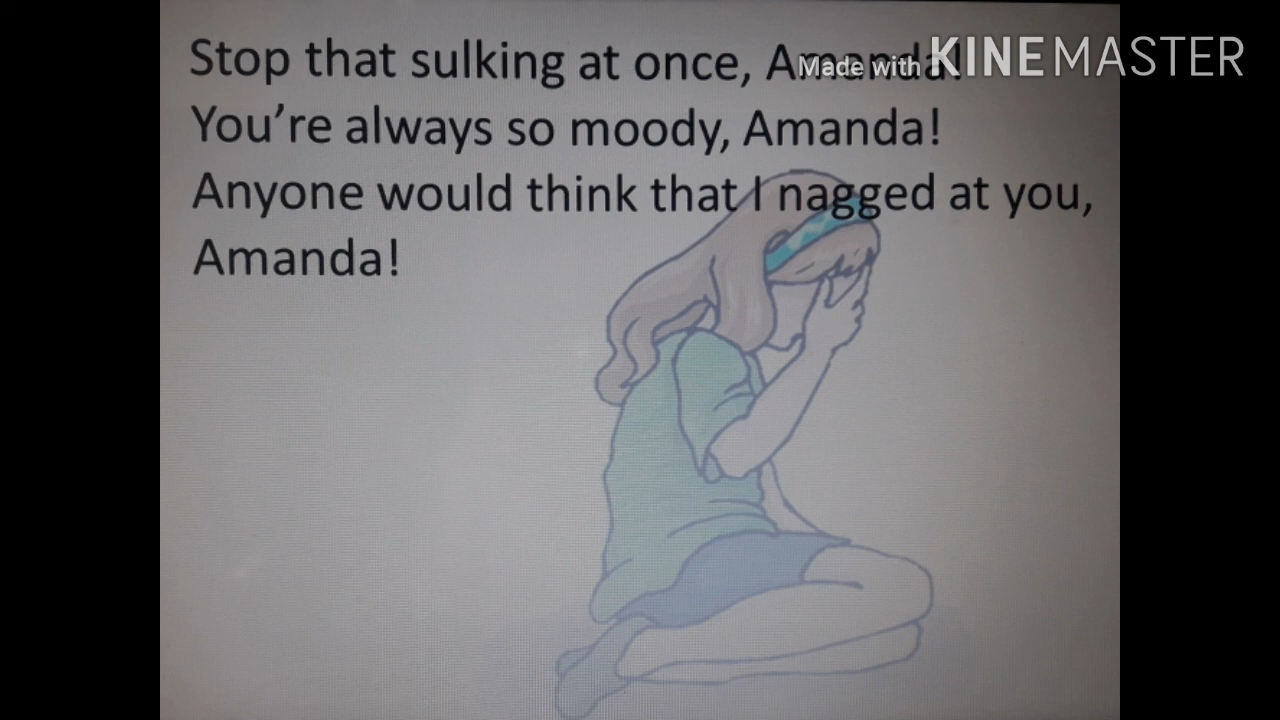 Stop that sulking at once, Amanda!
You're always so moody, Amanda!
Anyone would think that I nagged at you,
Amanda!
Made with KINEMASTER